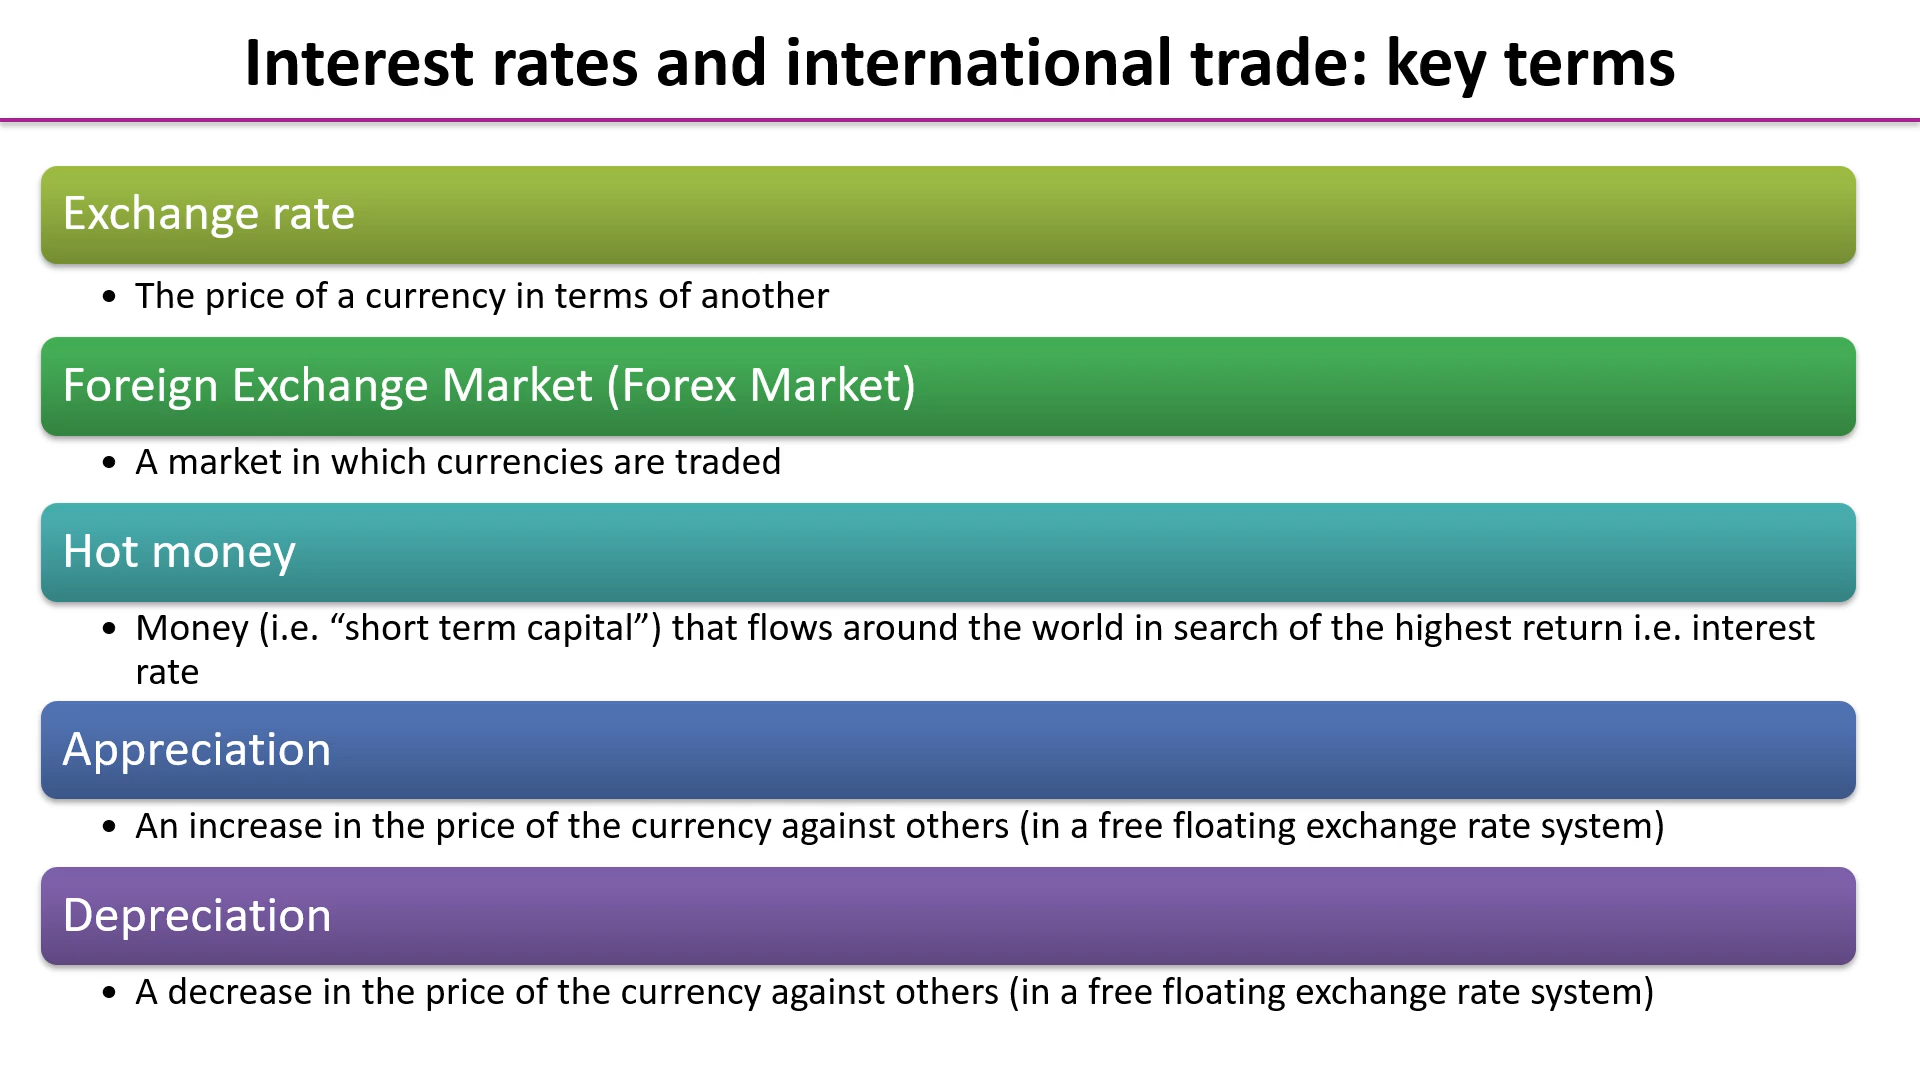 Interest rates and international trade: key terms
Exchange rate
• The price of a currency in terms of another
Foreign Exchange Market (Forex Market)
• A market in which currencies are traded
Hot money
• Money (i.e. “short term capital”) that flows around the world in search of the highest return i.e. interest
rate
Appreciation
• An increase in the price of the currency against others (in a free floating exchange rate system)
Depreciation
• A decrease in the price of the currency against others (in a free floating exchange rate system)